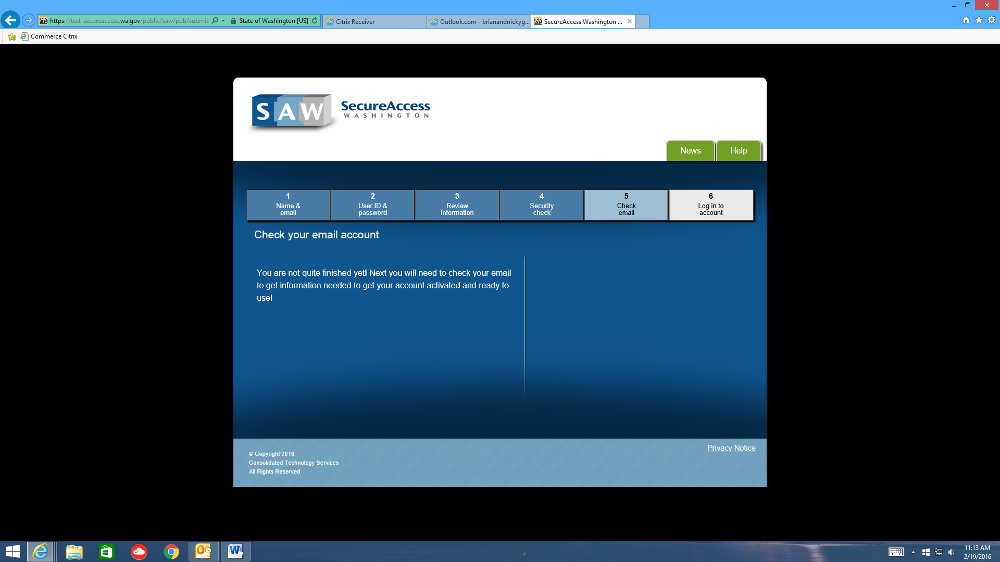 https://test-secureaccess.wa.gov/public/saw/pub/submit
State of Washington [US]
Citrix Receiver
Outlook.com - brianandnickyg...
SecureAccess Washington ...
Commerce Citrix
SAW
SecureAccess
WASHINGTON
News
Help
1
Name &
email
2
User ID &
password
3
Review
information
4
Security
check
5
Check
email
6
Log in to
account
Check your email account
You are not quite finished yet! Next you will need to check your email
to get information needed to get your account activated and ready to
use!
Privacy Notice
© Copyright 2016
Consolidated Technology Services
All Rights Reserved
11:13 AM
2/19/2016